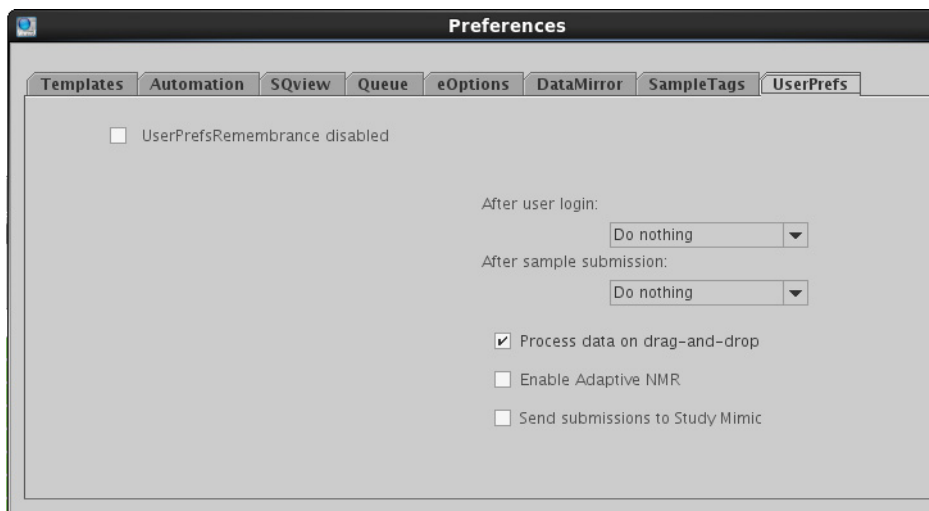 Preferences
Templates Automation SQview Queue eOptions DataMirror SampleTags UserPrefs
UserPrefsRemembrance disabled
After user login:
Do nothing
After sample submission:
Do nothing
Process data on drag-and-drop
Enable Adaptive NMR
Send submissions to Study Mimic